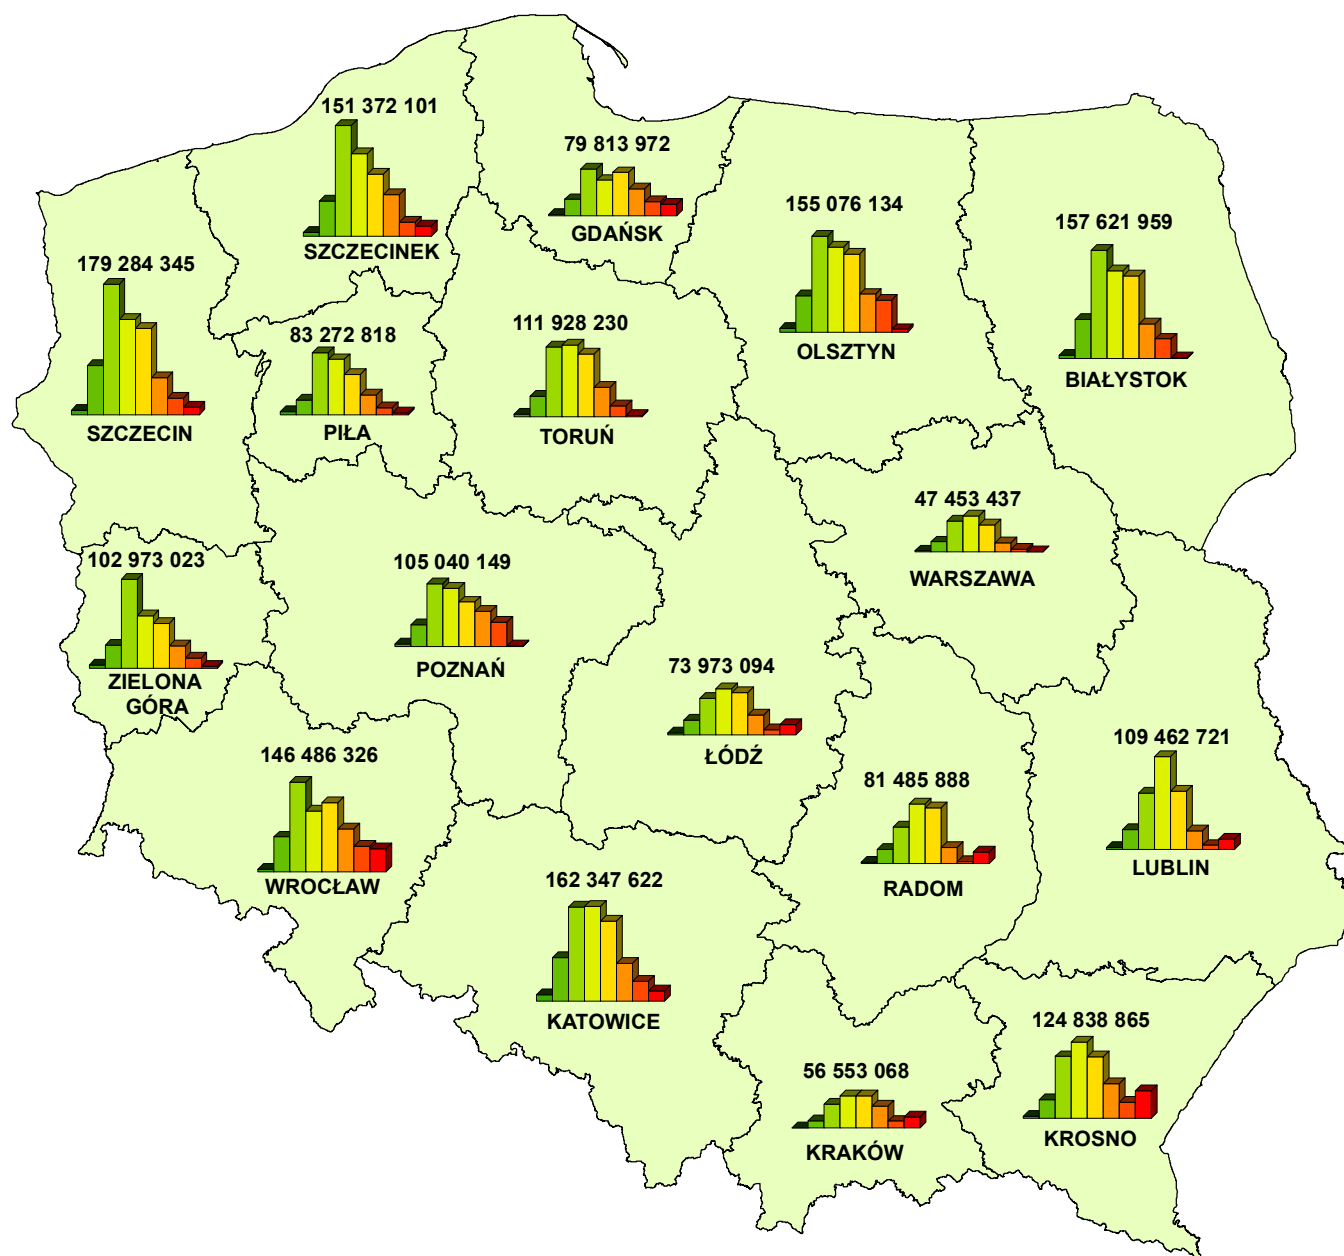 151 372 101
SZCZECINEK
79 813 972
GDAŃSK
155 076 134
OLSZTYN
157 621 959
BIAŁYSTOK
179 284 345
SZCZECIN
83 272 818
PIŁA
111 928 230
TORUŃ
47 453 437
WARSZAWA
102 973 023
ZIELONA
GÓRA
105 040 149
POZNAŃ
73 973 094
ŁÓDŹ
146 486 326
WROCŁAW
81 485 888
RADOM
109 462 721
LUBLIN
162 347 622
KATOWICE
56 553 068
KRAKÓW
124 838 865
KROSNO